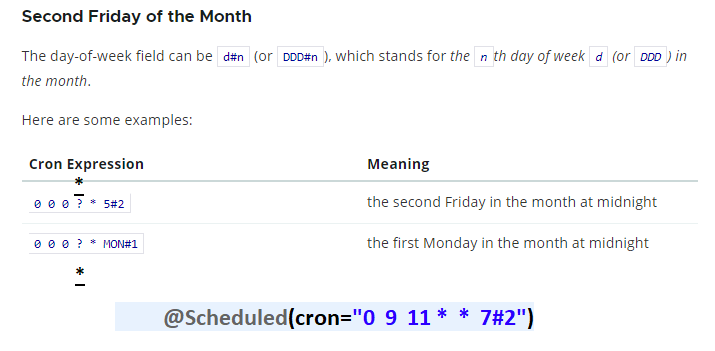 Second Friday of the Month
The day-of-week field can be d#n (or DDD#n ), which stands for the n th day of week d (or DDD ) in
the month.
Here are some examples:
Cron Expression Meaning
*
0 0 0 ? * 5#2 the second Friday in the month at midnight
0 0 0 ? * MON#1 the first Monday in the month at midnight
*
@Scheduled(cron="0 9 11 * * 7#2")